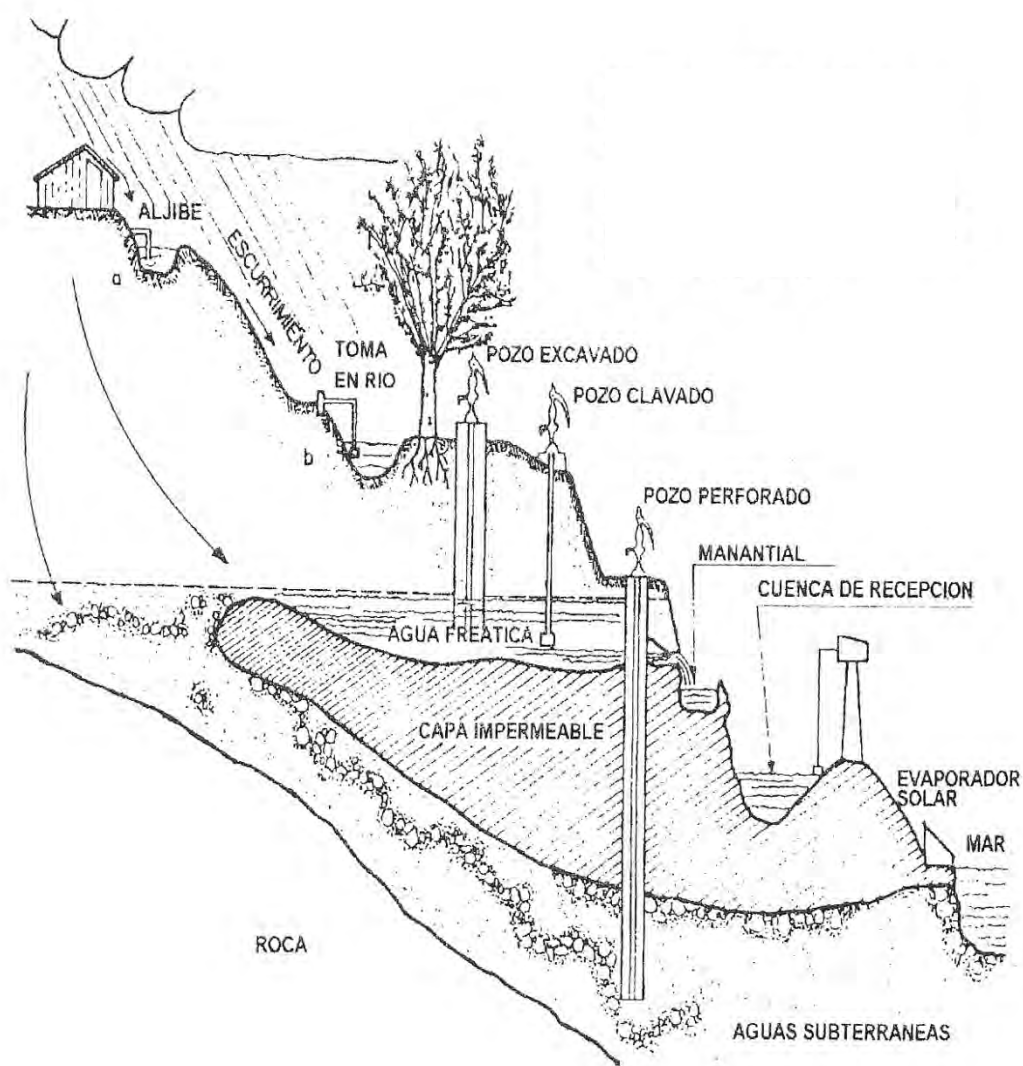 ALJIBE
a
ESCURRIMIENTO
TOMA
EN RIO
b
POZO EXCAVADO
POZO CLAVADO
POZO PERFORADO
MANANTIAL
CUENCA DE RECEPCION
AGUA FREÁTICA
CAPA IMPERMEABLE
EVAPORADOR
SOLAR
MAR
ROCA
AGUAS SUBTERRANEAS